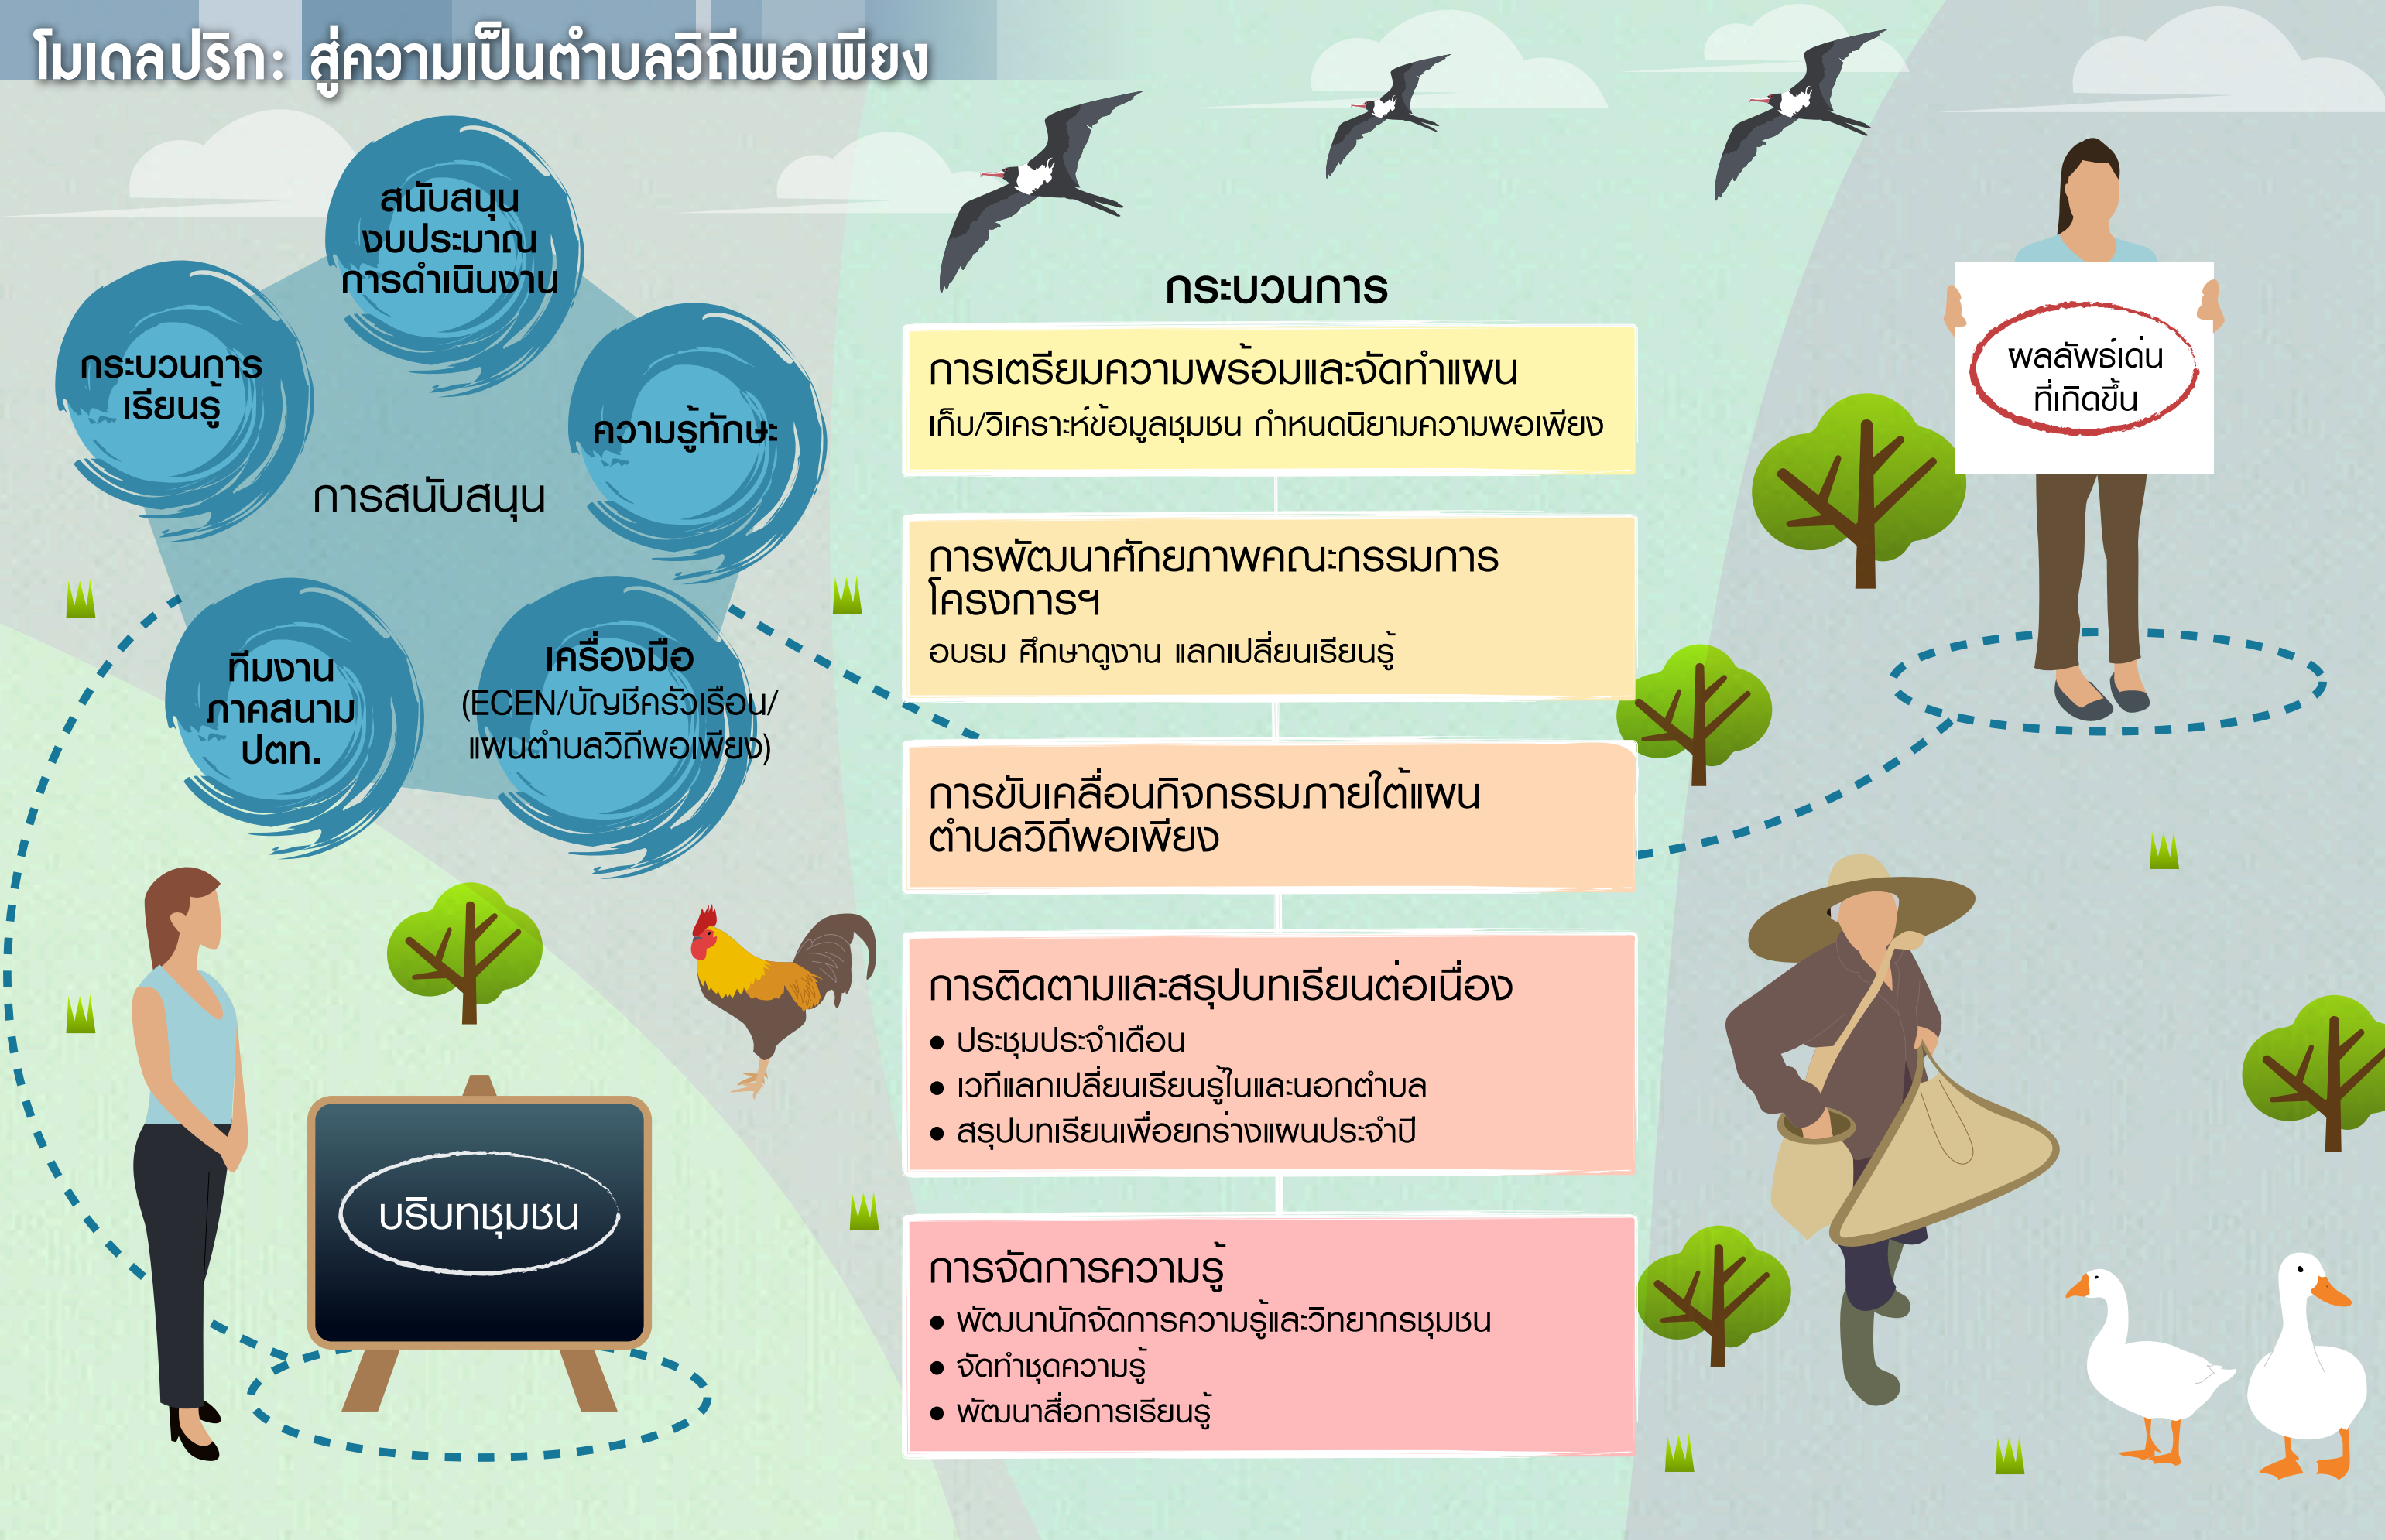 โมเดลปริก: สู่ความเป็นตำบลวิถีพอเพียง
สนับสนุน
งบประมาณ
การดำเนินงาน
กระบวนการ
เรียนรู้
ความรู้ทักษะ
การสนับสนุน
ทีมงาน
ภาคสนาม
ปตท.
เครื่องมือ
(ECEN/บัญชีครัวเรือน/
แผนตำบลวิถีพอเพียง)
บริบทชุมชน
กระบวนการ
การเตรียมความพร้อมและจัดทำแผน
เก็บ/วิเคราะห์ข้อมูลชุมชน กำหนดนิยามความพอเพียง
การพัฒนาศักยภาพคณะกรรมการ
โครงการฯ
อบรม ศึกษาดูงาน แลกเปลี่ยนเรียนรู้
การขับเคลื่อนกิจกรรมภายใต้แผน
ตำบลวิถีพอเพียง
การติดตามและสรุปบทเรียนต่อเนื่อง
• ประชุมประจำเดือน
• เวทีแลกเปลี่ยนเรียนรู้ในและนอกตำบล
• สรุปบทเรียนเพื่อยกร่างแผนประจำปี
การจัดการความรู้
• พัฒนานักจัดการความรู้และวิทยากรชุมชน
• จัดทำชุดความรู้
• พัฒนาสื่อการเรียนรู้
ผลลัพธ์เด่น
ที่เกิดขึ้น